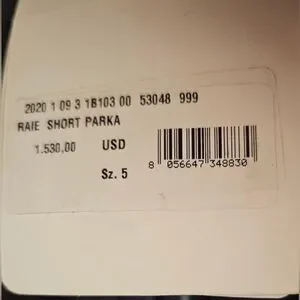 2020 1 09 3 1B103 00 53048 999
RAIE SHORT PARKA
1.530,00 USD
8 056647 348830
Sz. 5